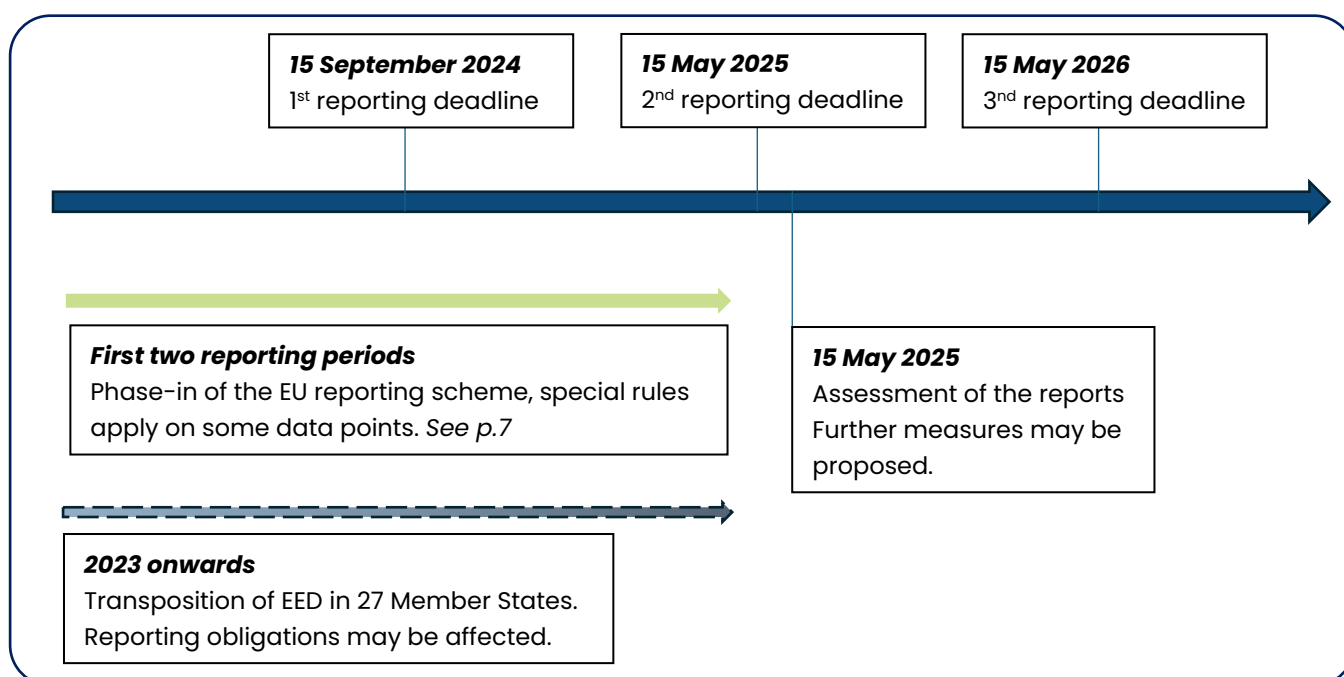 15 September 2024
1st reporting deadline
15 May 2025
2nd reporting deadline
15 May 2026
3nd reporting deadline
First two reporting periods
Phase-in of the EU reporting scheme, special rules
apply on some data points. See p.7
15 May 2025
Assessment of the reports
Further measures may be
proposed.
2023 onwards
Transposition of EED in 27 Member States.
Reporting obligations may be affected.